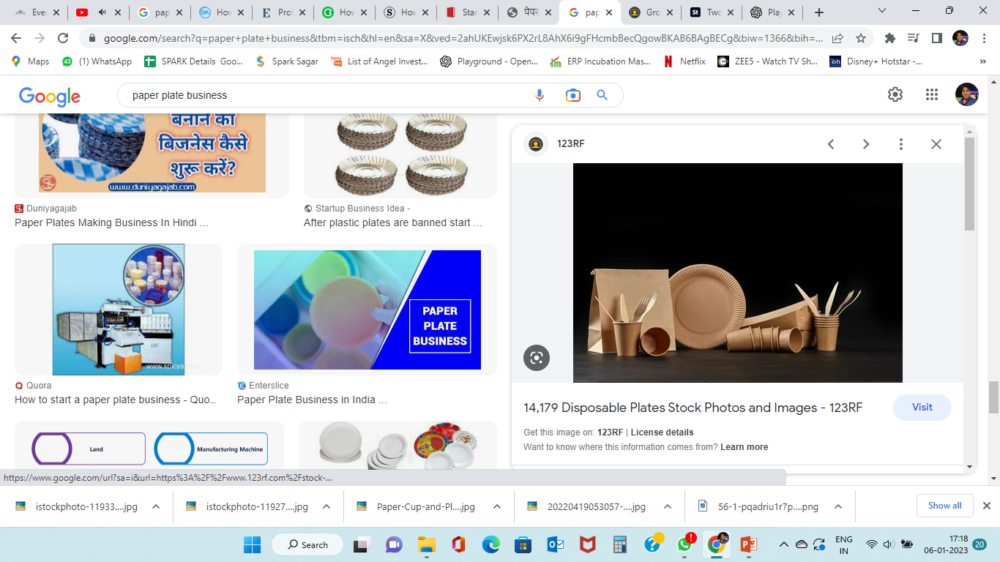 Ever
pap
How
Prof
How
How
Star
पेपर
pap
Gro
Two
Play
google.com/search?q=paper+plate+business&tbm=isch&hl=en&sa=X&ved=2ahUKEwjsk6PX2rL8AhX6i9gFHcmbBecQgowBKAB6BAgBECg&biw=1366&bih=...
Maps
(1) WhatsApp
SPARK Details Goo...
Spark Sagar
List of Angel Invest...
Playground - Open...
ERP Incubation Mas...
Netflix
ZEE5 - Watch TV Sh...
Disney+ Hotstar -...
Google
paper plate business
बनाने का
बिजनेस कैसे
शुरू करें?
www.duniyagajab.com
Duniyagajab
Paper Plates Making Business In Hindi ...
Startup Business Idea -
After plastic plates are banned start ...
Quora
How to start a paper plate business - Quo...
PAPER
PLATE
BUSINESS
Enterslice
Paper Plate Business in India ...
Land
Manufacturing Machine
123RF
14,179 Disposable Plates Stock Photos and Images - 123RF
Visit
Get this image on: 123RF | License details
Want to know where this information comes from? Learn more
https://www.google.com/url?sa=i&url=https%3A%2F%2Fwww.123rf.com%2Fstock-...
istockphoto-11933....jpg
istockphoto-11927....jpg
Paper-Cup-and-Pl....jpg
20220419053057-....jpg
56-1-pqadriu1r7p....png
Show all
Search
ENG
IN
17:18
06-01-2023
20